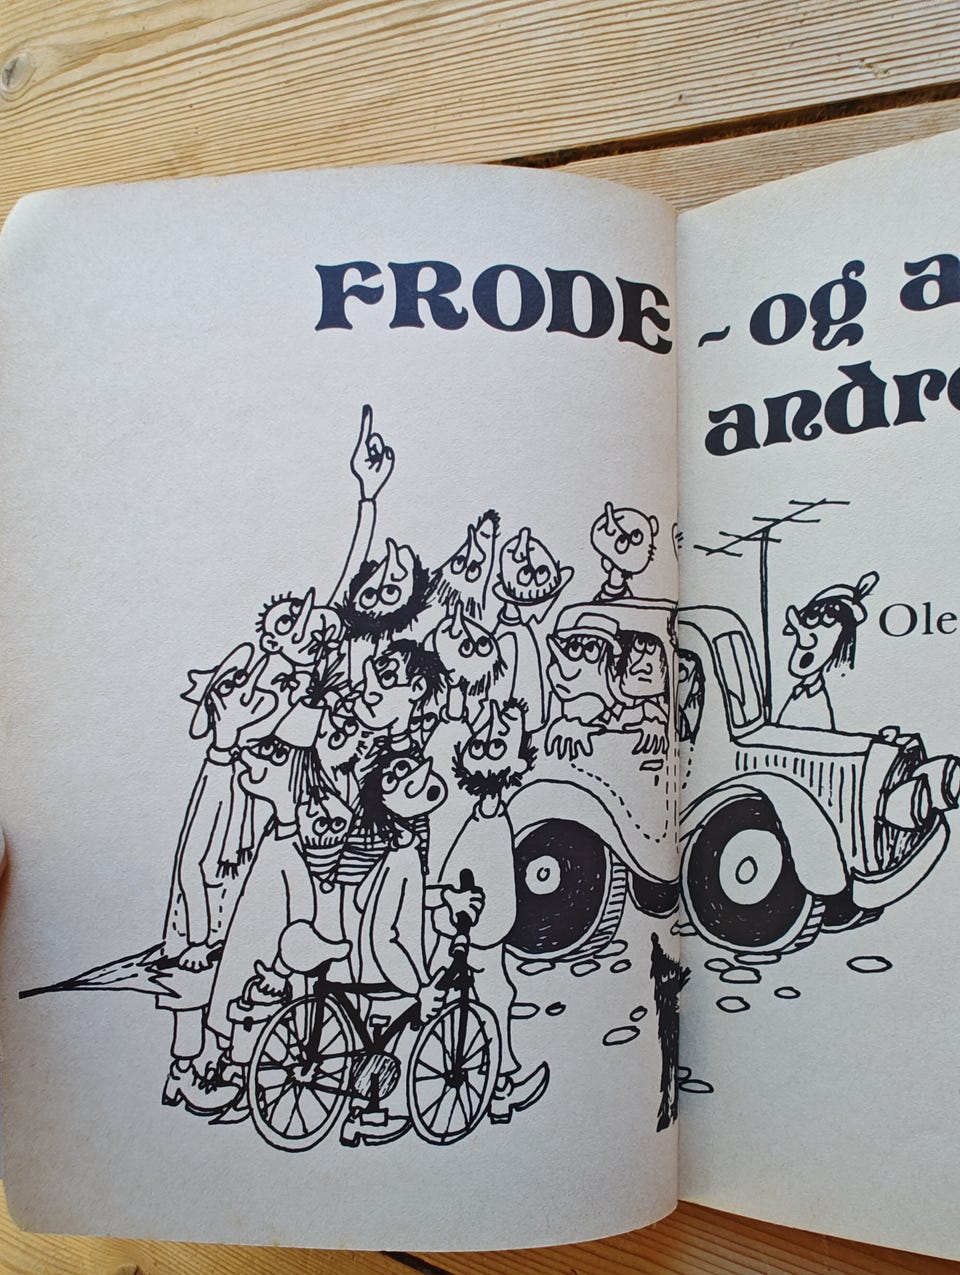 FRODE - og a
andre
Ole